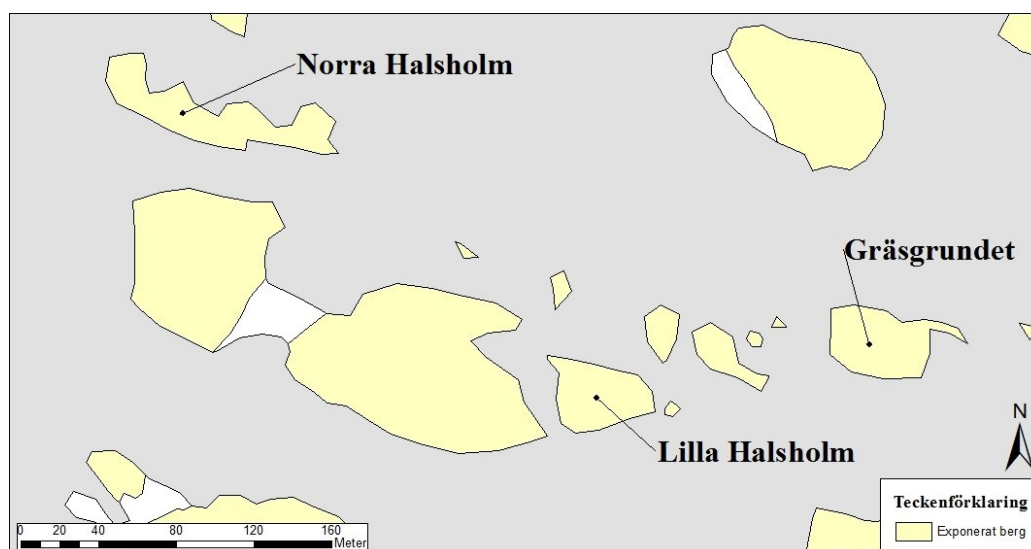 Norra Halsholm
Gräsgrundet
Lilla Halsholm
N
Teckenförklaring
Exponerat berg
0 20 40 80 120 160
Meter